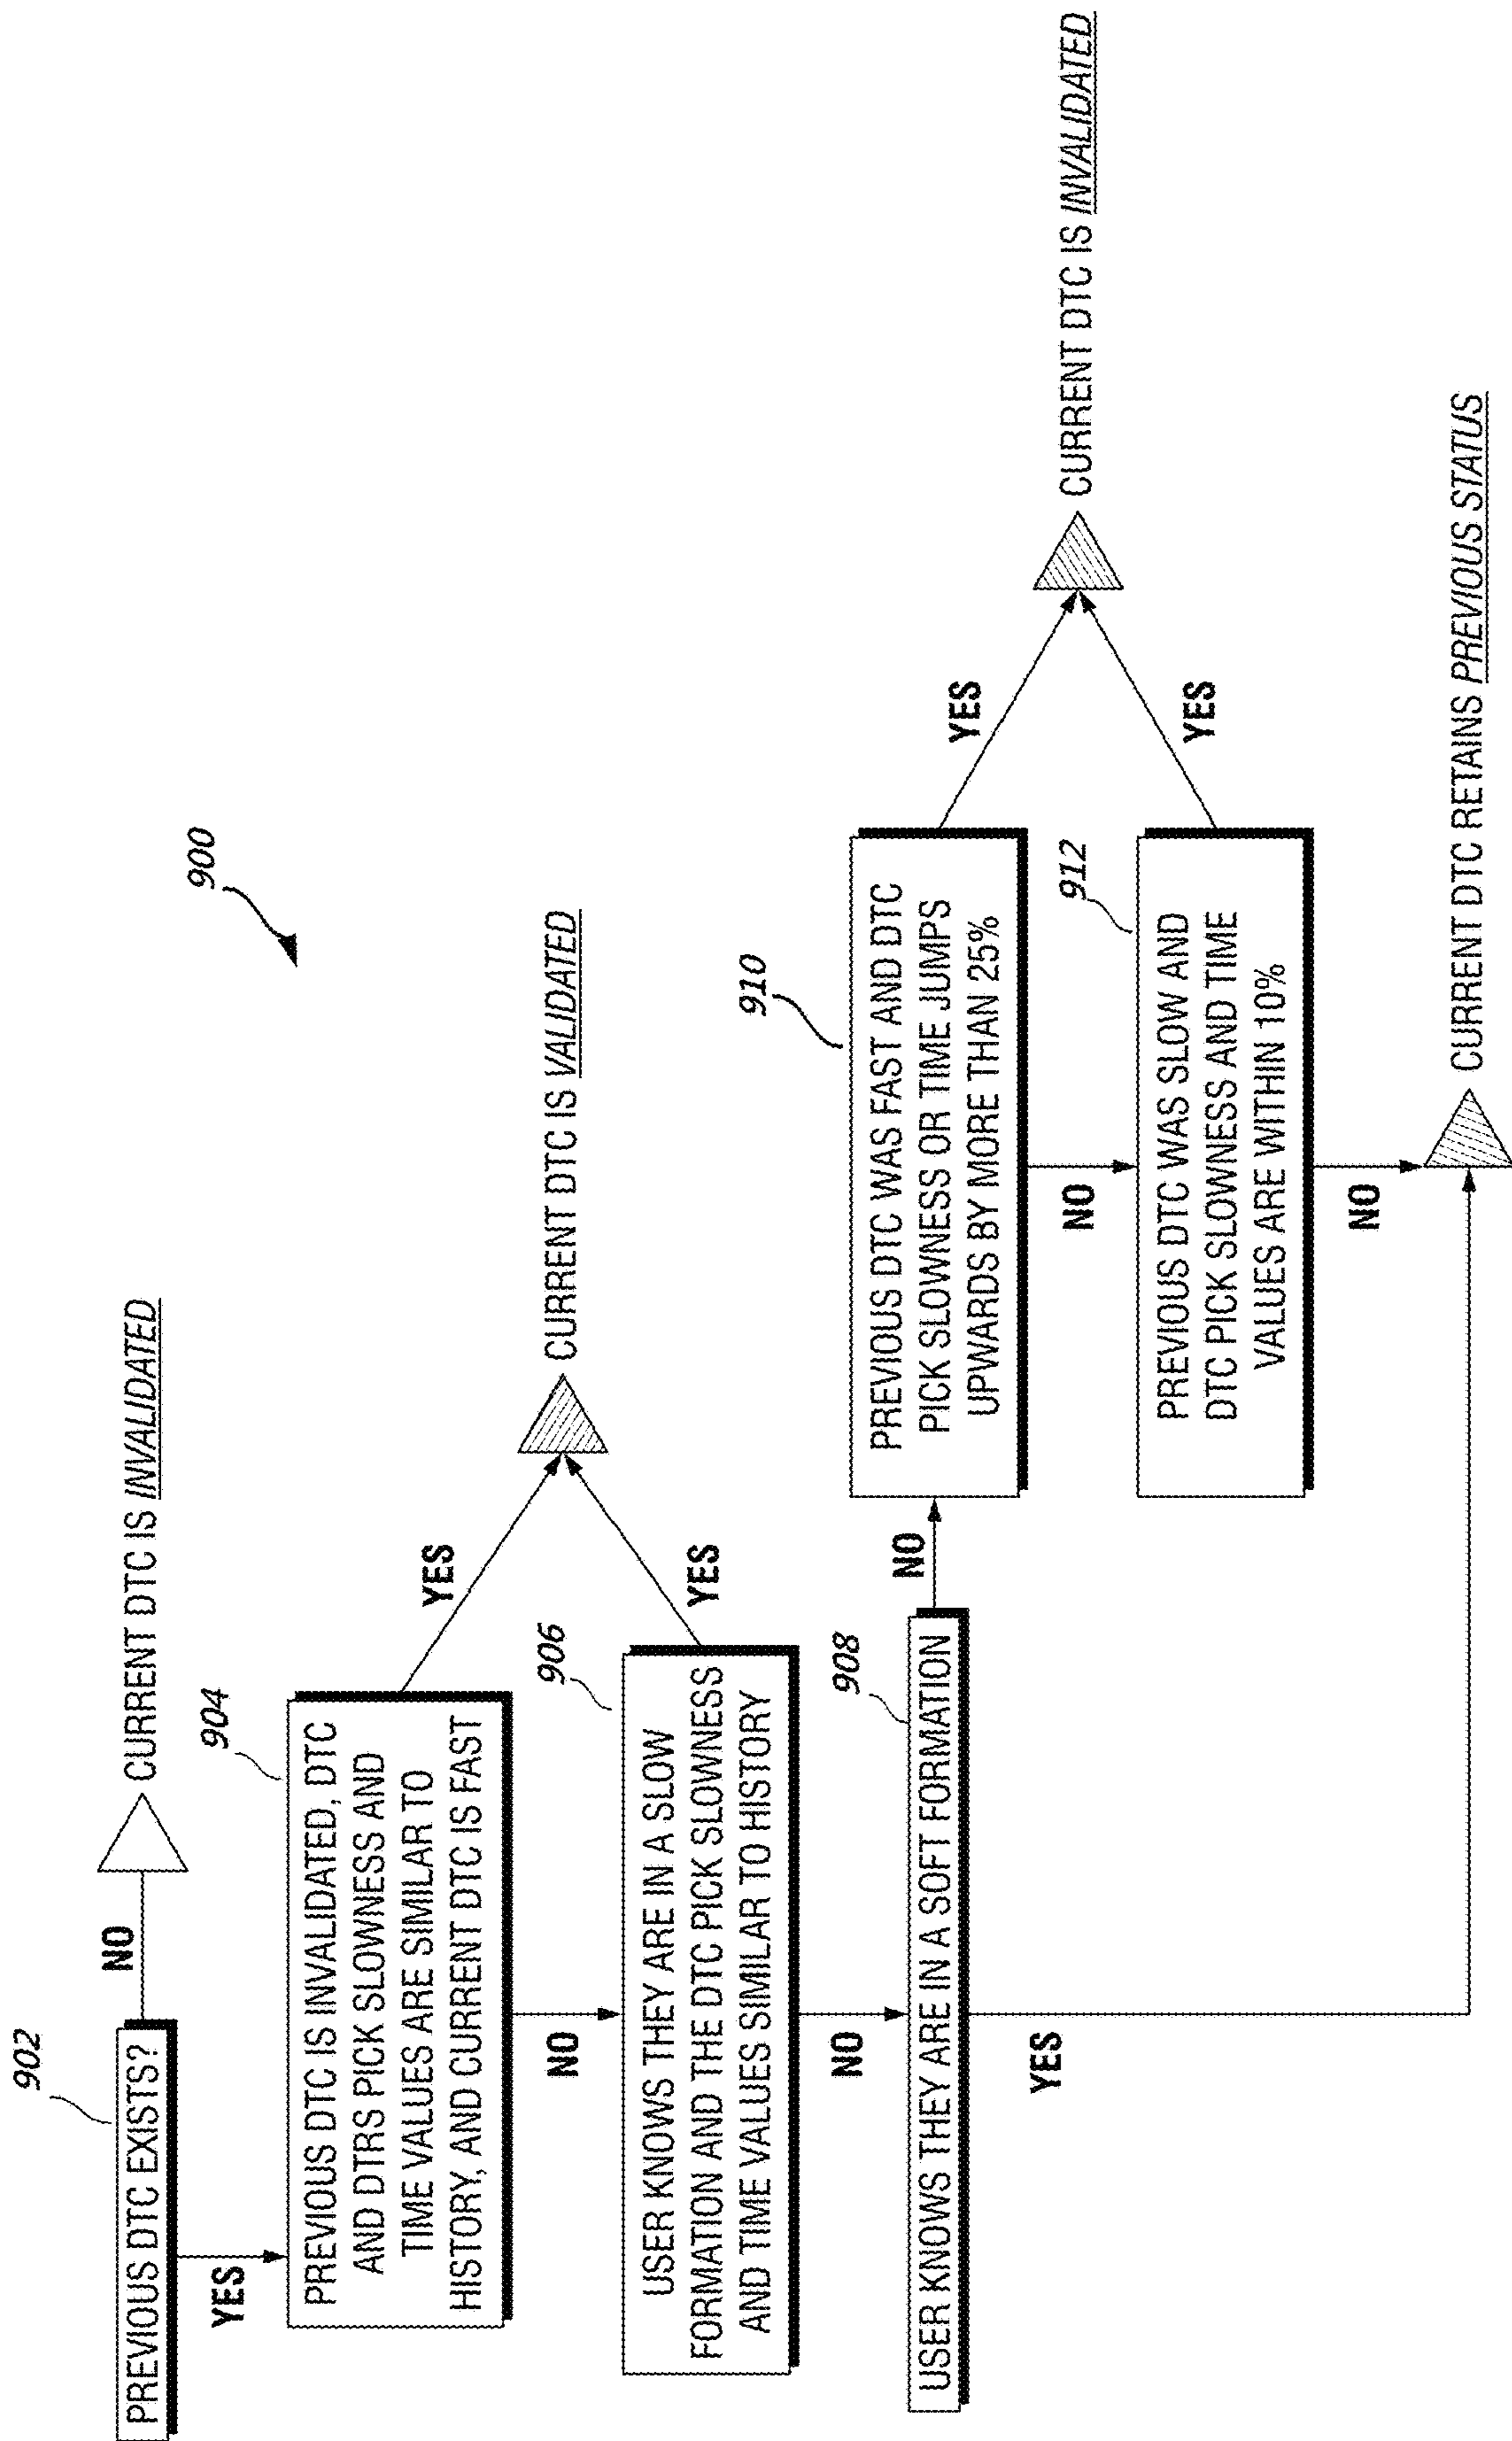 900
902
PREVIOUS DTC EXISTS?
NO
CURRENT DTC IS INVALIDATED
YES
904
PREVIOUS DTC IS INVALIDATED, DTC
AND DTRS PICK SLOWNESS AND
TIME VALUES ARE SIMILAR TO
HISTORY, AND CURRENT DTC IS FAST
YES
CURRENT DTC IS VALIDATED
NO
906
USER KNOWS THEY ARE IN A SLOW
FORMATION AND THE DTC PICK SLOWNESS
AND TIME VALUES SIMILAR TO HISTORY
YES
NO
908
USER KNOWS THEY ARE IN A SOFT FORMATION
NO
YES
910
PREVIOUS DTC WAS FAST AND DTC
PICK SLOWNESS OR TIME JUMPS
UPWARDS BY MORE THAN 25%
YES
CURRENT DTC IS INVALIDATED
NO
912
PREVIOUS DTC WAS SLOW AND
DTC PICK SLOWNESS AND TIME
VALUES ARE WITHIN 10%
YES
NO
CURRENT DTC RETAINS PREVIOUS STATUS